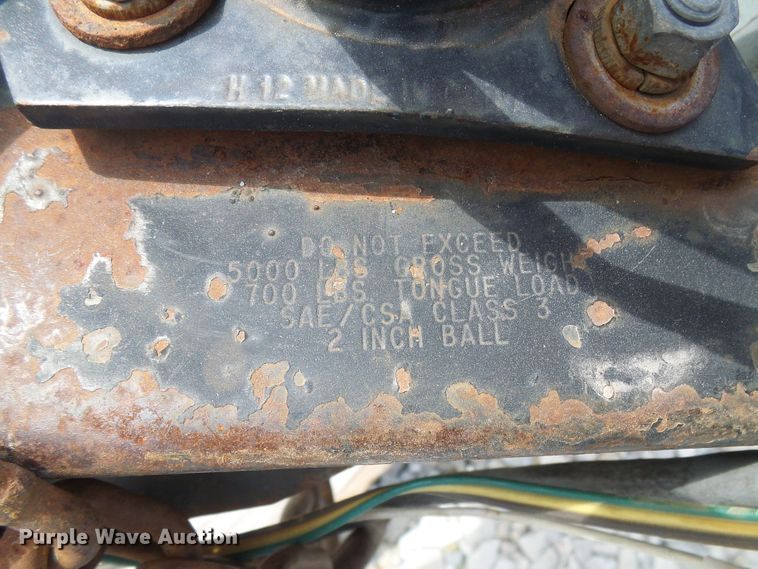 H 12 MADE
DO NOT EXCEED
5000 LBS GROSS WEIGH
700 LBS TONGUE LOAD
SAE/CSA CLASS 3
2 INCH BALL
Purple Wave Auction